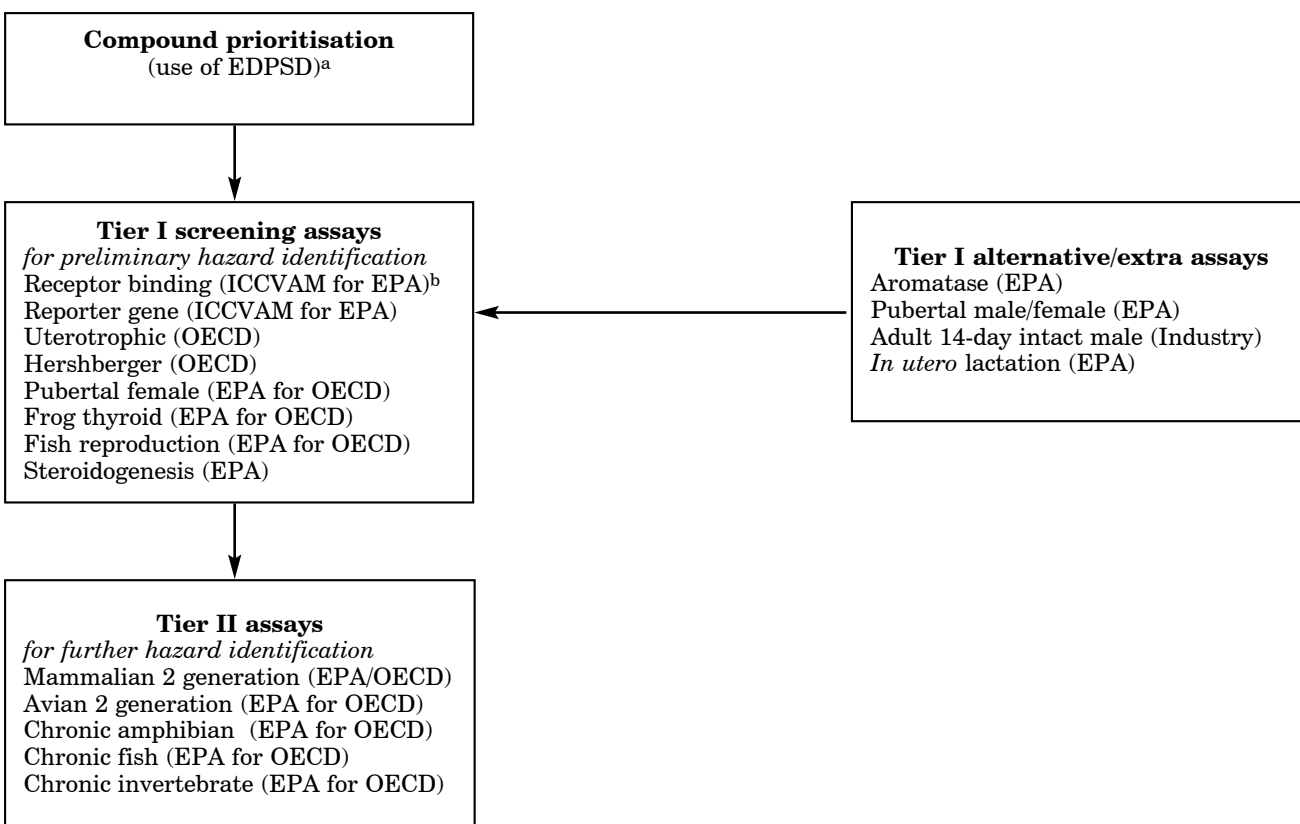 Compound prioritisation
(use of EDPSD)a
Tier I screening assays
for preliminary hazard identification
Receptor binding (ICCVAM for EPA)b
Reporter gene (ICCVAM for EPA)
Uterotrophic (OECD)
Hershberger (OECD)
Pubertal female (EPA for OECD)
Frog thyroid (EPA for OECD)
Fish reproduction (EPA for OECD)
Steroidogenesis (EPA)
Tier I alternative/extra assays
Aromatase (EPA)
Pubertal male/female (EPA)
Adult 14-day intact male (Industry)
In utero lactation (EPA)
Tier II assays
for further hazard identification
Mammalian 2 generation (EPA/OECD)
Avian 2 generation (EPA for OECD)
Chronic amphibian (EPA for OECD)
Chronic fish (EPA for OECD)
Chronic invertebrate (EPA for OECD)